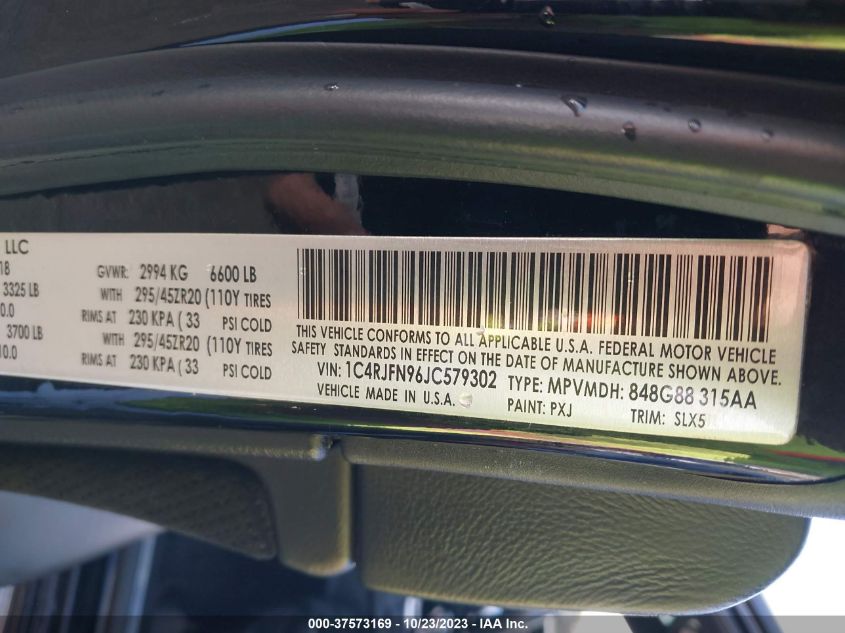 LLC
18
3325 LB
0.0
3700 LB
10.0
GVWR: 2994 KG 6600 LB
WITH 295/45ZR20 (110Y TIRES
RIMS AT 230 KPA ( 33 PSI COLD
WITH 295/45ZR20 (110Y TIRES
RIMS AT 230 KPA ( 33 PSI COLD
THIS VEHICLE CONFORMS TO ALL APPLICABLE U.S.A. FEDERAL MOTOR VEHICLE
SAFETY STANDARDS IN EFFECT ON THE DATE OF MANUFACTURE SHOWN ABOVE.
VIN: 1C4RJFN96JC579302 TYPE: MPVMDH: 848G88 315AA
VEHICLE MADE IN U.S.A. PAINT: PXJ TRIM: SLX5
000-37573169 - 10/23/2023 - IAA Inc.